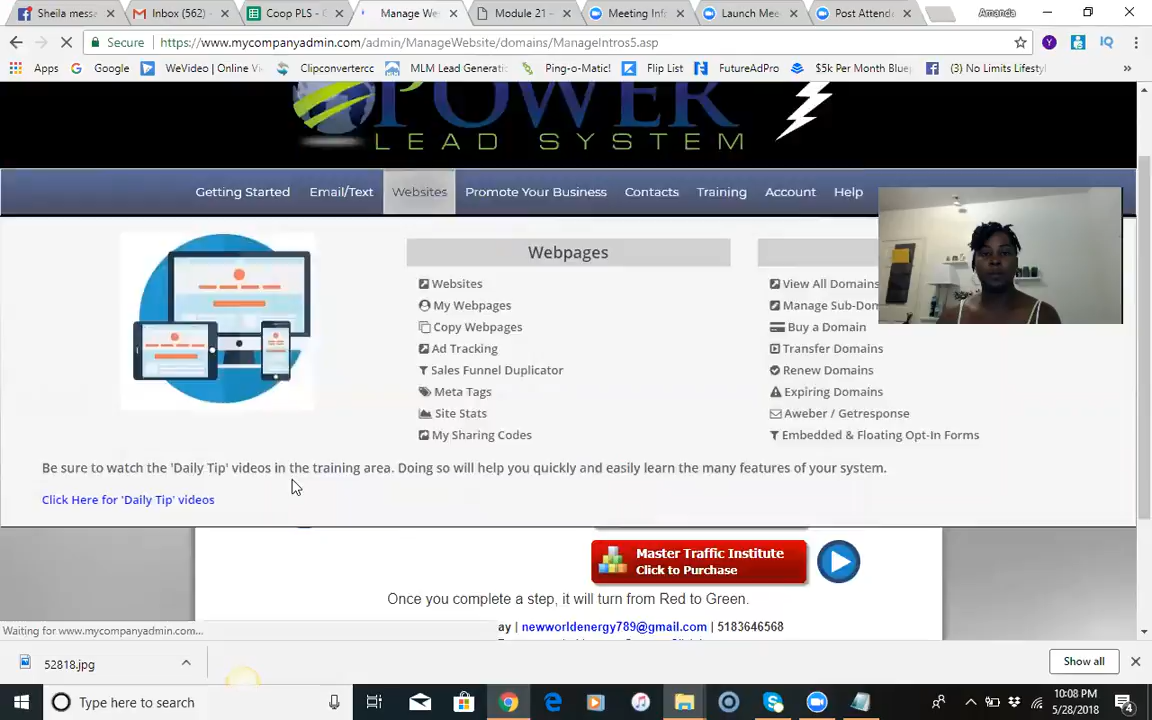 Sheila messa
Inbox (562)
Coop PLS -
Manage We
Module 21 -
Meeting Inf
Launch Mee
Post Attend
Amanda
Secure
https://www.mycompanyadmin.com/admin/ManageWebsite/domains/ManageIntros5.asp
IQ
Apps
Google
WeVideo | Online Vi
Clipconvertercc
MLM Lead Generati
Ping-o-Matic!
Flip List
FutureAdPro
$5k Per Month Blue
(3) No Limits Lifesty
»
POWER
LEAD SYSTEM
Getting Started
Email/Text
Websites
Promote Your Business
Contacts
Training
Account
Help
Webpages
Websites
View All Domains
My Webpages
Manage Sub-Dom
Copy Webpages
Buy a Domain
Ad Tracking
Transfer Domains
Sales Funnel Duplicator
Renew Domains
Meta Tags
Expiring Domains
Site Stats
Aweber / Getresponse
My Sharing Codes
Embedded & Floating Opt-In Forms
Be sure to watch the 'Daily Tip' videos in the training area. Doing so will help you quickly and easily learn the many features of your system.
Click Here for 'Daily Tip' videos
Master Traffic Institute
Click to Purchase
Once you complete a step, it will turn from Red to Green.
Waiting for www.mycompanyadmin.com...
ay | newworldenergy789@gmail.com | 5183646568
52818.jpg
Show all
Type here to search
10:08 PM
5/28/2018
4